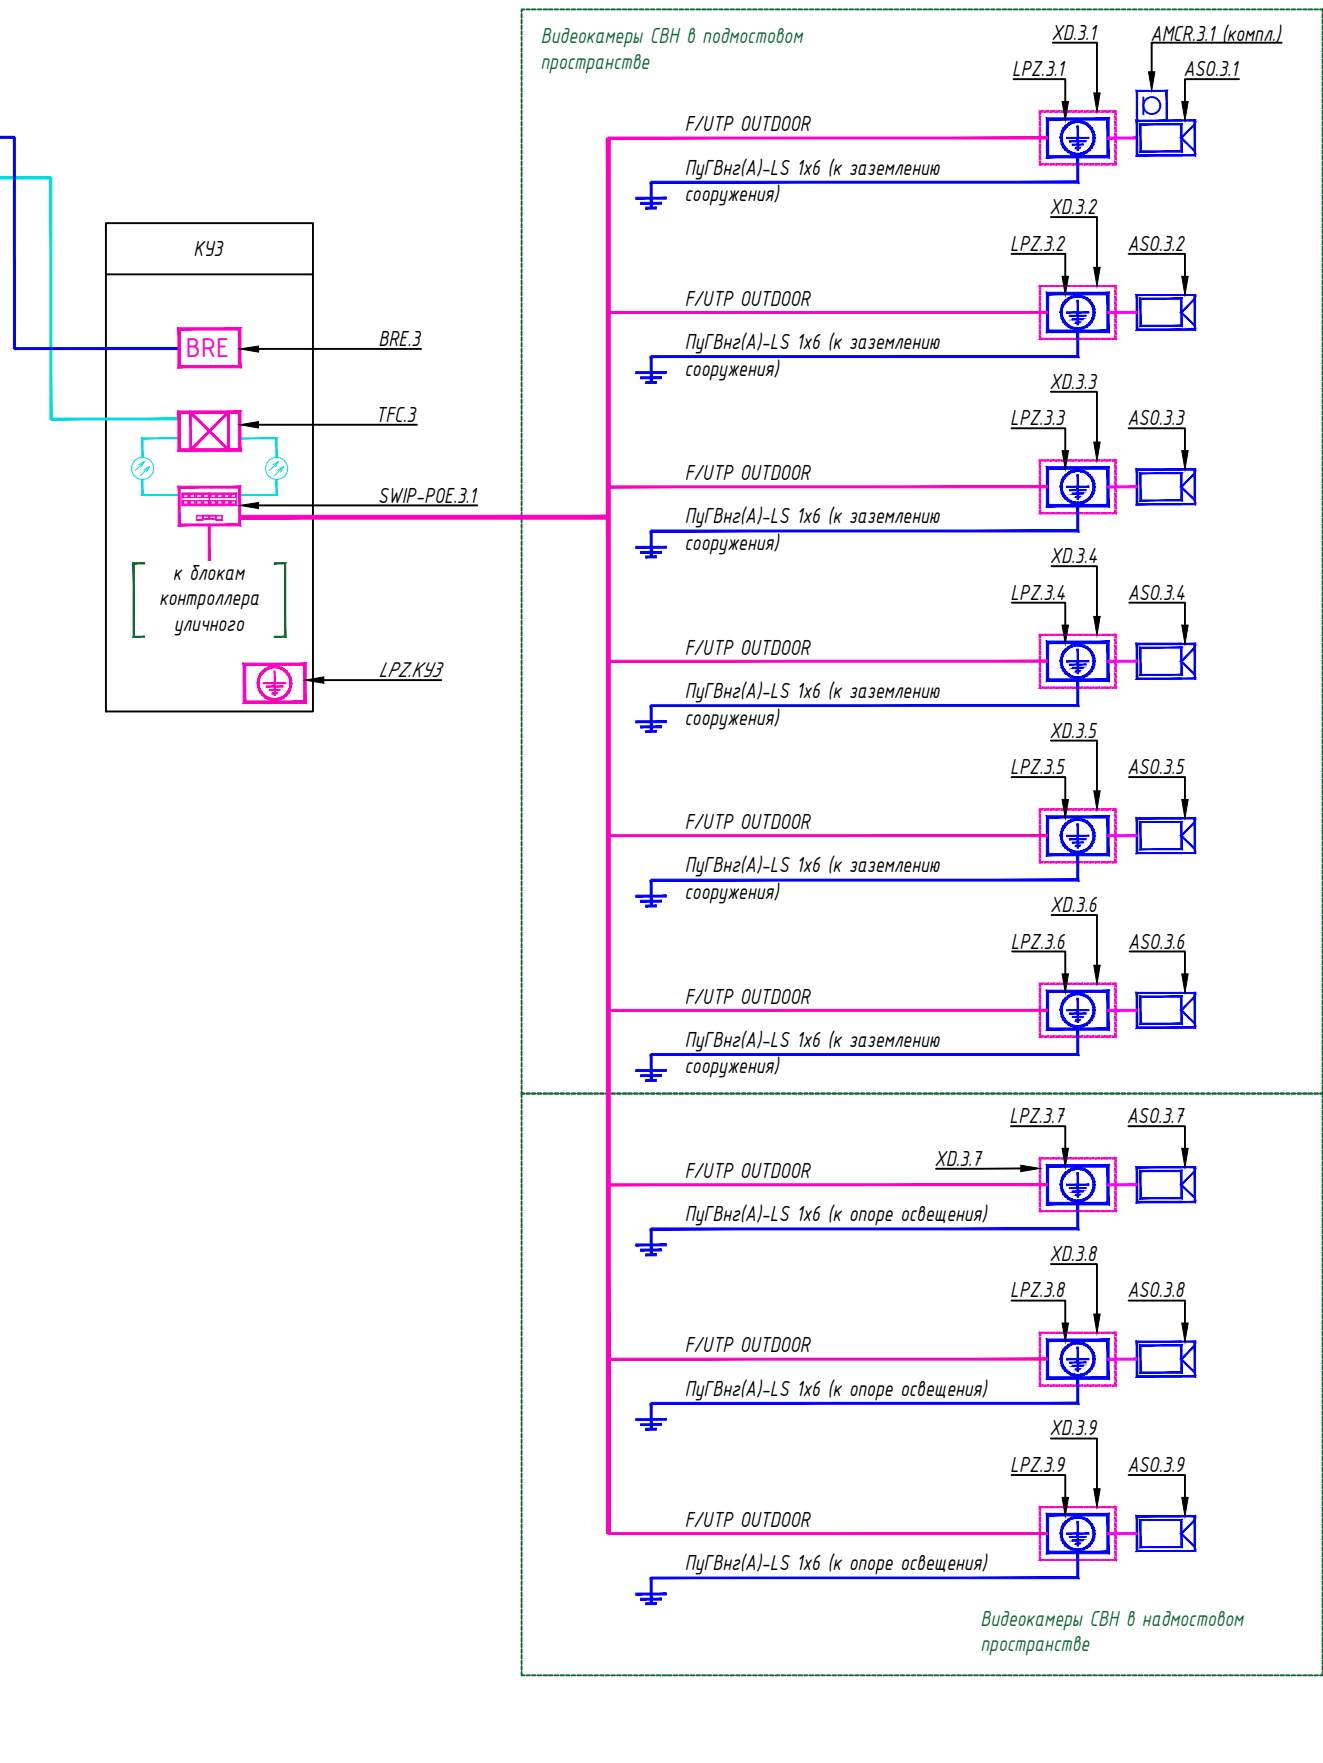 Видеокамеры СВН в подмостовом
пространстве
XD.3.1
AMCR.3.1 (компл.)
LPZ.3.1
ASO.3.1
F/UTP OUTDOOR
ПуГВнг(А)-LS 1х6 (к заземлению
сооружения)
XD.3.2
LPZ.3.2
ASO.3.2
F/UTP OUTDOOR
ПуГВнг(А)-LS 1х6 (к заземлению
сооружения)
КУ3
BRE
BRE.3
TFC.3
SWIP-POE.3.1
к блокам
контроллера
уличного
LPZ.КУ3
XD.3.3
LPZ.3.3
ASO.3.3
F/UTP OUTDOOR
ПуГВнг(А)-LS 1х6 (к заземлению
сооружения)
XD.3.4
LPZ.3.4
ASO.3.4
F/UTP OUTDOOR
ПуГВнг(А)-LS 1х6 (к заземлению
сооружения)
XD.3.5
LPZ.3.5
ASO.3.5
F/UTP OUTDOOR
ПуГВнг(А)-LS 1х6 (к заземлению
сооружения)
XD.3.6
LPZ.3.6
ASO.3.6
F/UTP OUTDOOR
ПуГВнг(А)-LS 1х6 (к заземлению
сооружения)
LPZ.3.7
ASO.3.7
XD.3.7
F/UTP OUTDOOR
ПуГВнг(А)-LS 1х6 (к опоре освещения)
XD.3.8
LPZ.3.8
ASO.3.8
F/UTP OUTDOOR
ПуГВнг(А)-LS 1х6 (к опоре освещения)
XD.3.9
LPZ.3.9
ASO.3.9
F/UTP OUTDOOR
ПуГВнг(А)-LS 1х6 (к опоре освещения)
Видеокамеры СВН в надмостовом
пространстве